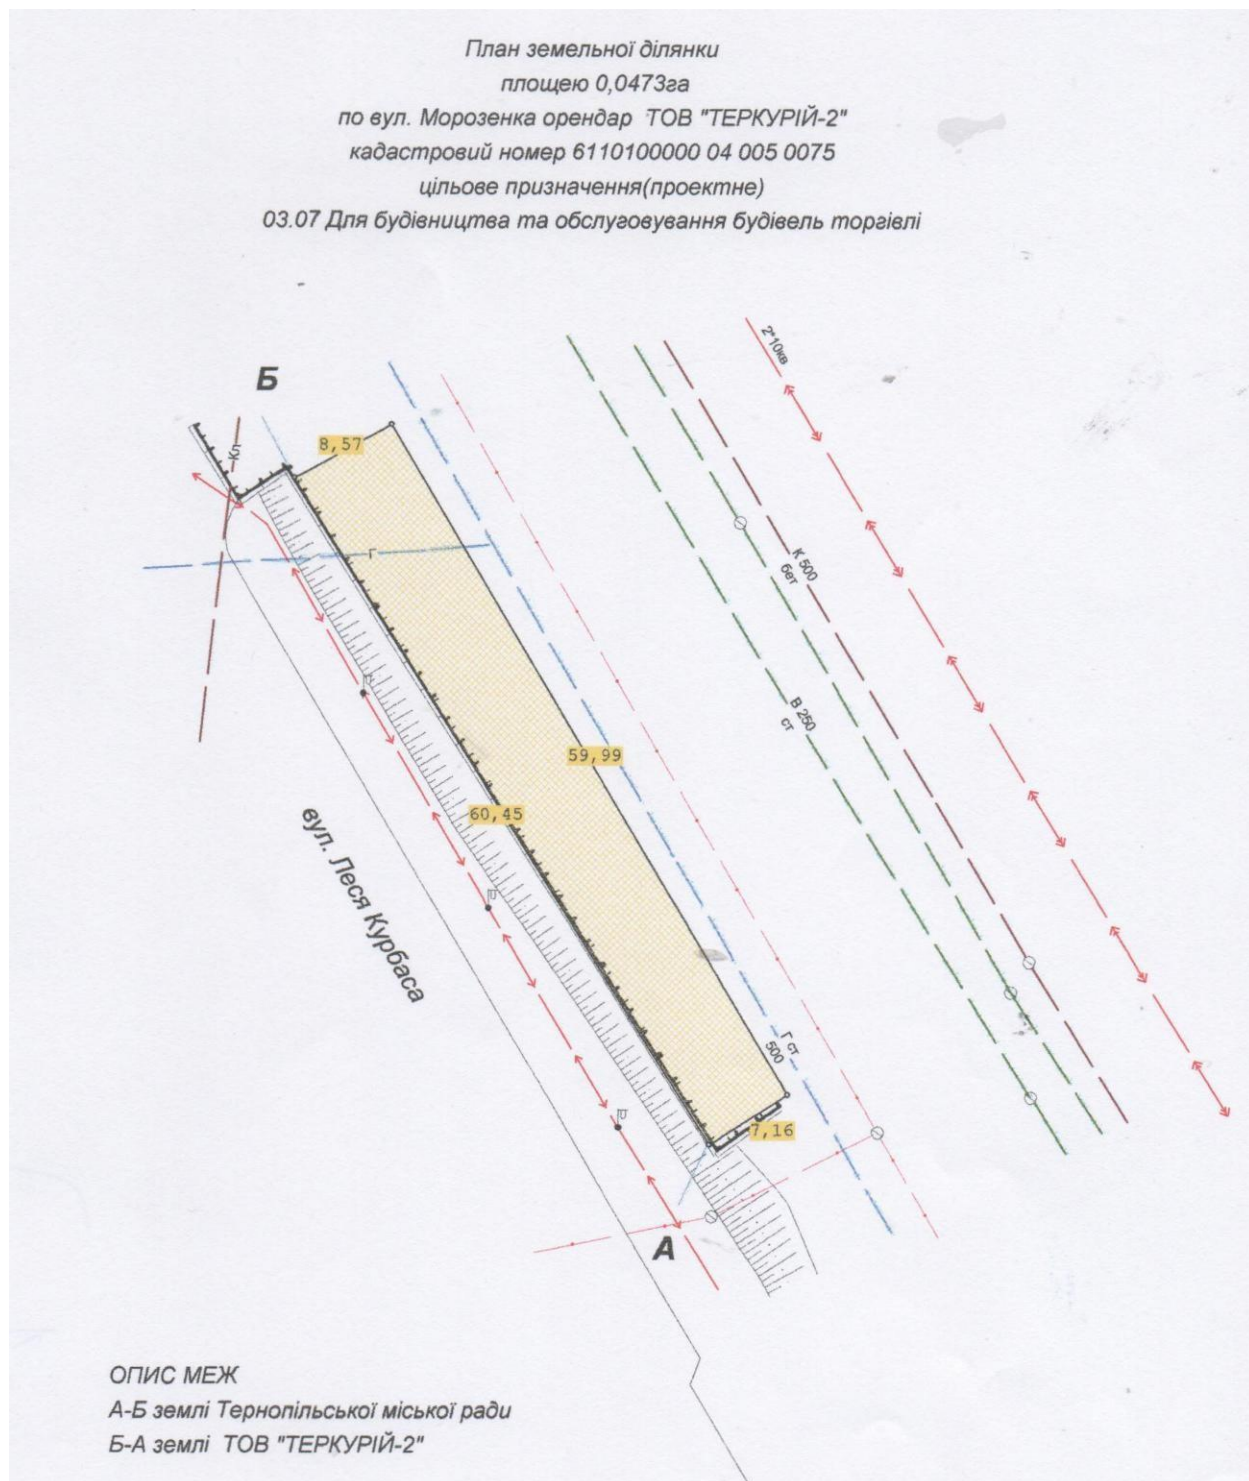 План земельної ділянки
площею 0,0473га
по вул. Морозенка орендар ТОВ "ТЕРКУРІЙ-2"
кадастровий номер 6110100000 04 005 0075
цільове призначення(проектне)
03.07 Для будівництва та обслуговування будівель торгівлі
2*10кв
Б
8,57
Кл
Г
К 500
бет
В 250
ст
59,99
60,45
вул. Леся Курбаса
Г ст
500
7,16
А
ОПИС МЕЖ
А-Б землі Тернопільської міської ради
Б-А землі ТОВ "ТЕРКУРІЙ-2"